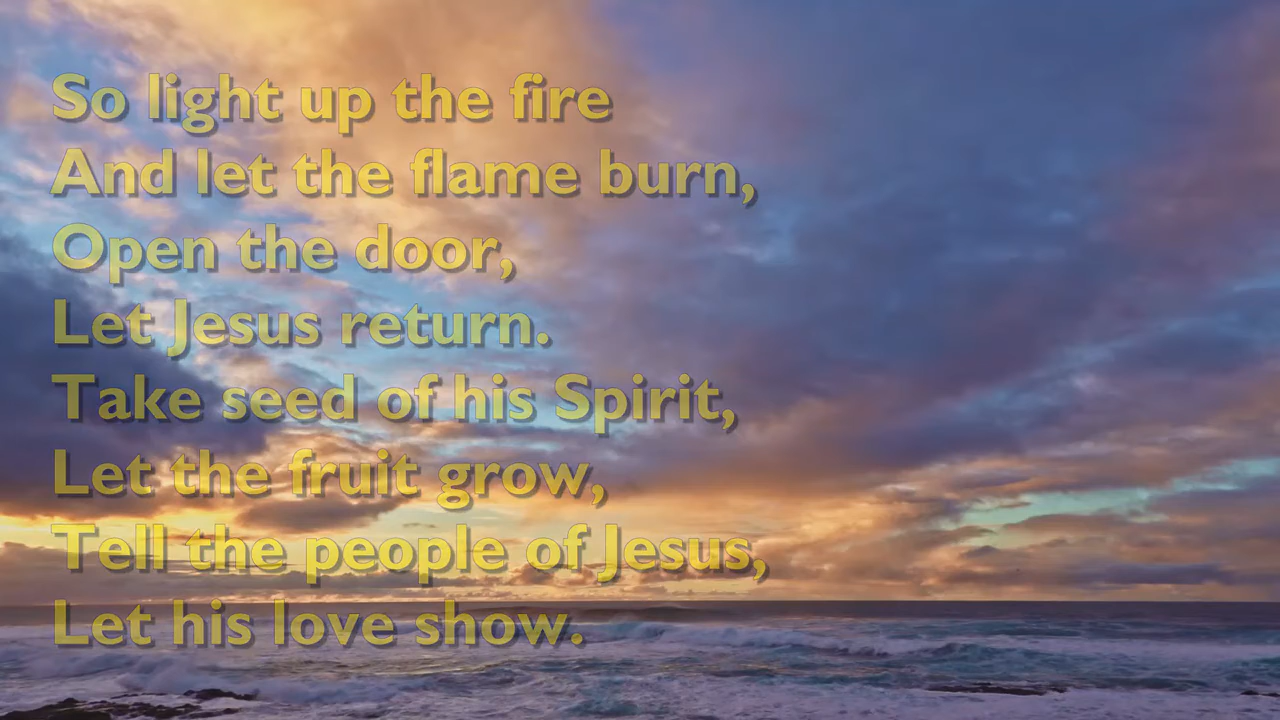 So light up the fire
And let the flame burn,
Open the door,
Let Jesus return.
Take seed of his Spirit,
Let the fruit grow,
Tell the people of Jesus,
Let his love show.